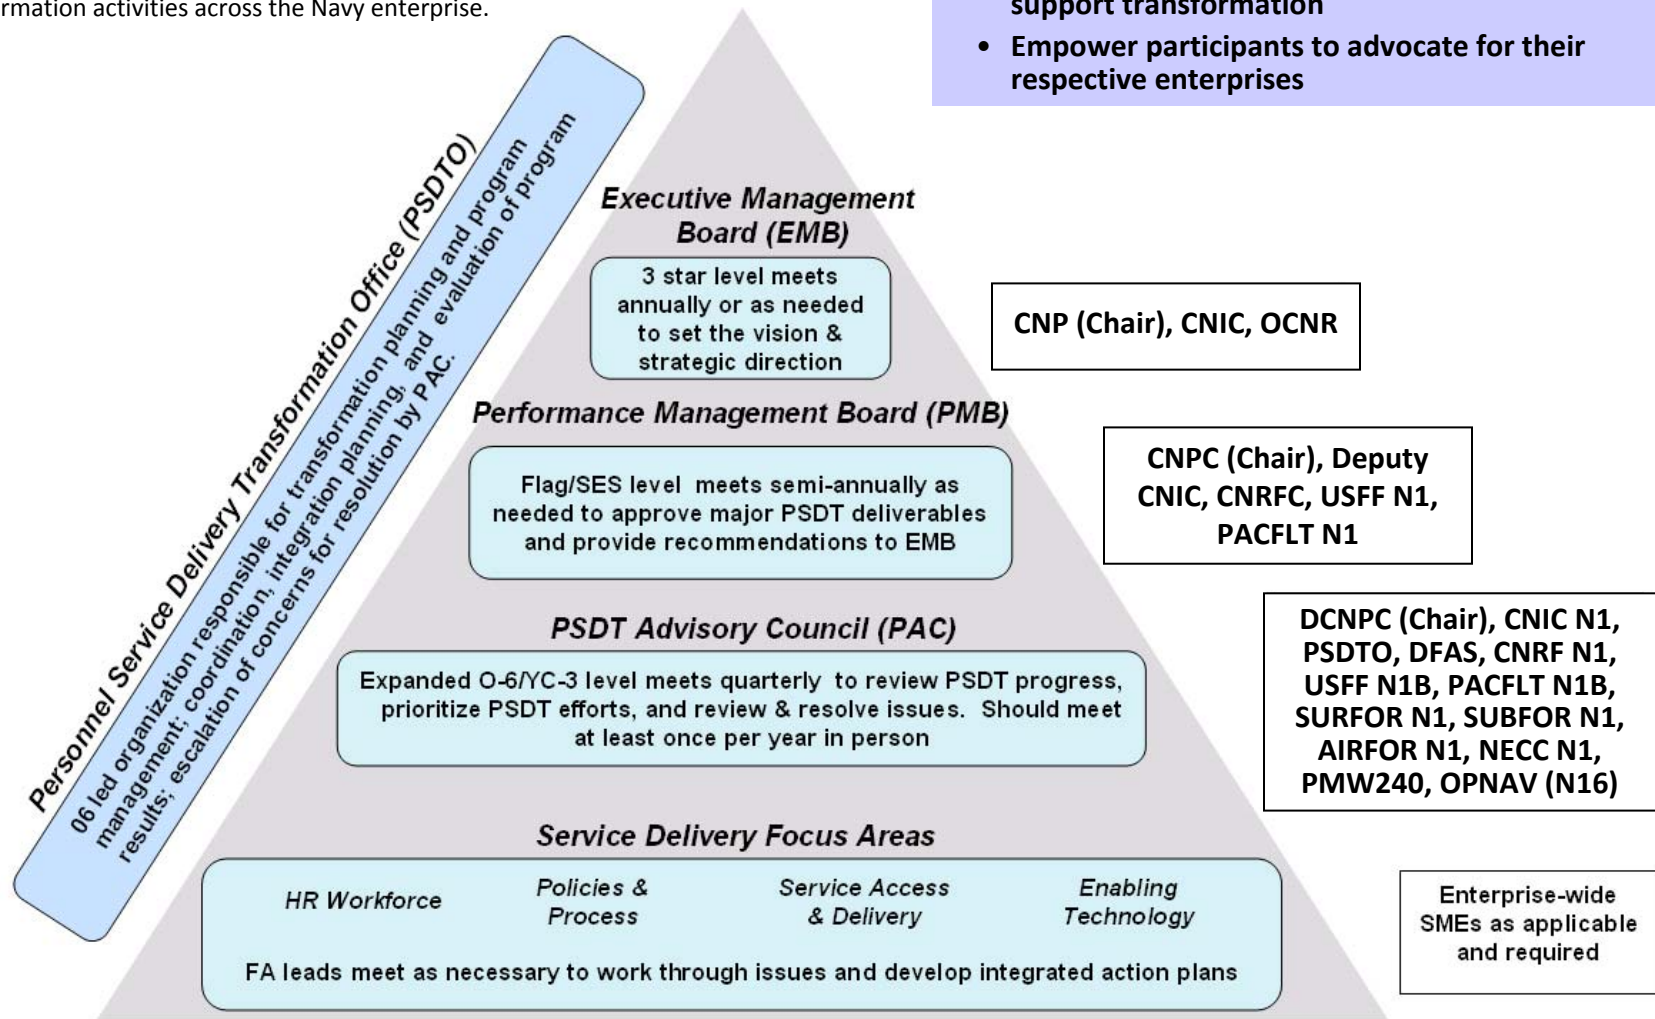 rmation activities across the Navy enterprise.
support transformation
• Empower participants to advocate for their
respective enterprises
Personnel Service Delivery Transformation Office (PSDTO)
06 led organization responsible for transformation planning and program
management; coordination, integration planning, and evaluation of program
results; escalation of concerns for resolution by PAC.
Executive Management
Board (EMB)
3 star level meets
annually or as needed
to set the vision &
strategic direction
CNP (Chair), CNIC, OCNR
Performance Management Board (PMB)
Flag/SES level meets semi-annually as
needed to approve major PSDT deliverables
and provide recommendations to EMB
CNPC (Chair), Deputy
CNIC, CNRFC, USFF N1,
PACFLT N1
PSDT Advisory Council (PAC)
Expanded O-6/YC-3 level meets quarterly to review PSDT progress,
prioritize PSDT efforts, and review & resolve issues. Should meet
at least once per year in person
DCNPC (Chair), CNIC N1,
PSDTO, DFAS, CNRF N1,
USFF N1B, PACFLT N1B,
SURFOR N1, SUBFOR N1,
AIRFOR N1, NECC N1,
PMW240, OPNAV (N16)
Service Delivery Focus Areas
HR Workforce
Policies &
Process
Service Access
& Delivery
Enabling
Technology
FA leads meet as necessary to work through issues and develop integrated action plans
Enterprise-wide
SMEs as applicable
and required